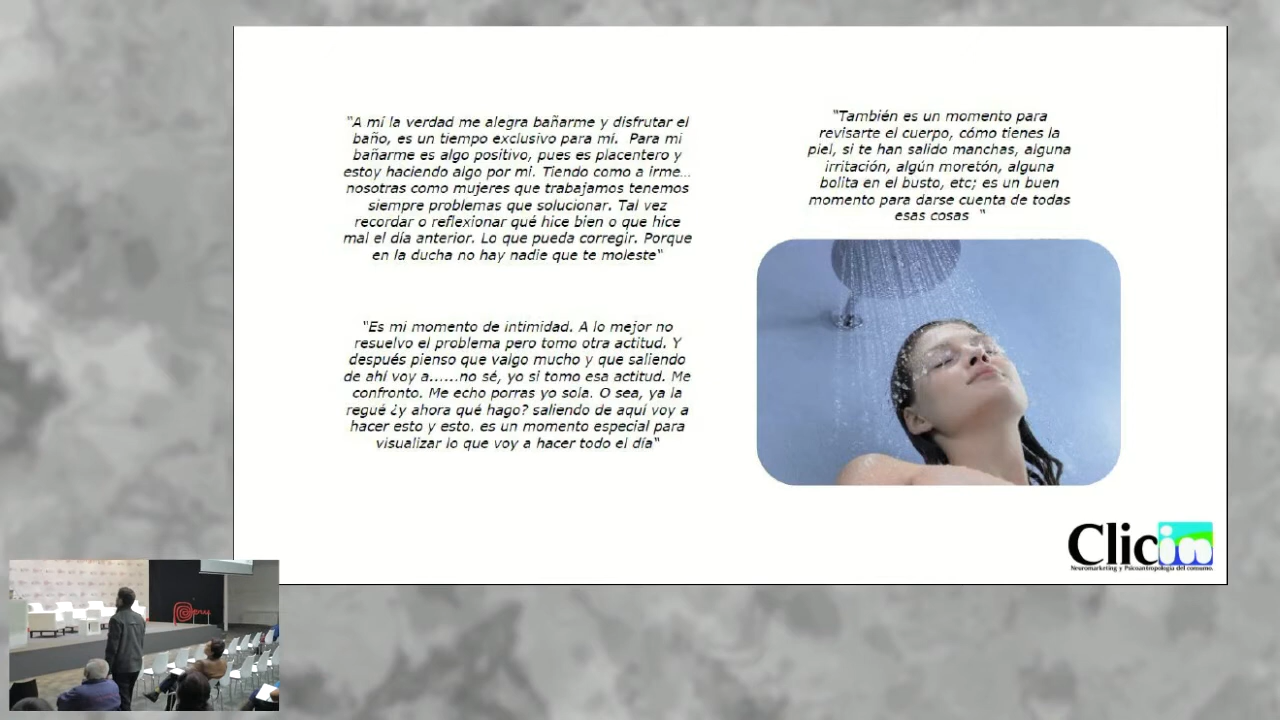 "A mí la verdad me alegra bañarme y disfrutar el
baño, es un tiempo exclusivo para mí. Para mi
bañarme es algo positivo, pues es placentero y
estoy haciendo algo por mi. Tiendo como a irme...
nosotras como mujeres que trabajamos tenemos
siempre problemas que solucionar. Tal vez
recordar o reflexionar qué hice bien o que hice
mal el día anterior. Lo que pueda corregir. Porque
en la ducha no hay nadie que te moleste"
"Es mi momento de intimidad. A lo mejor no
resuelvo el problema pero tomo otra actitud. Y
después pienso que valgo mucho y que saliendo
de ahí voy a......no sé, yo si tomo esa actitud. Me
confronto. Me echo porras yo sola. O sea, ya la
regué ¿y ahora qué hago? saliendo de aquí voy a
hacer esto y esto. es un momento especial para
visualizar lo que voy a hacer todo el día"
"También es un momento para
revisarte el cuerpo, cómo tienes la
piel, si te han salido manchas, alguna
irritación, algún moretón, alguna
bolita en el busto, etc; es un buen
momento para darse cuenta de todas
esas cosas "
Clicin
Neuromarketing y Psicoantropología del consumo.